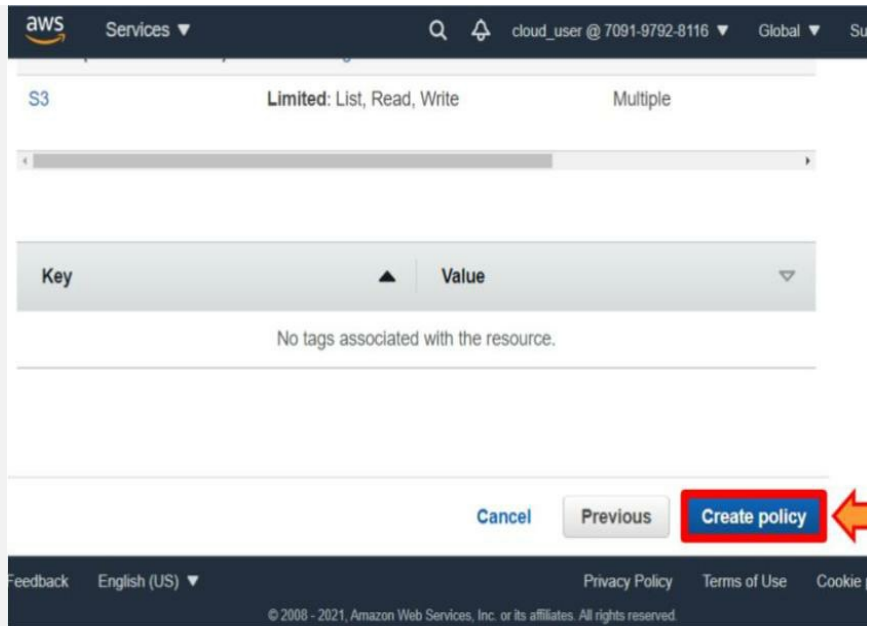 aws Services ▼ cloud_user @ 7091-9792-8116 ▼ Global ▼ Su
S3 Limited: List, Read, Write Multiple
Key ▲ Value
No tags associated with the resource.
Cancel Previous Create policy
Feedback English (US) ▼ Privacy Policy Terms of Use Cookie
© 2008 - 2021, Amazon Web Services, Inc. or its affiliates. All rights reserved.